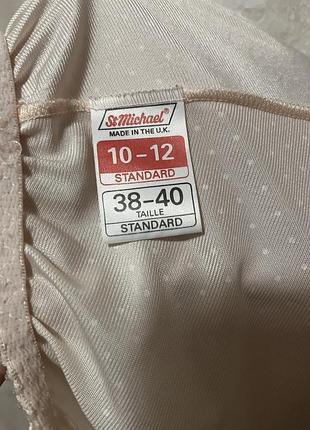 St Michael
MADE IN THE U.K.
10-12
STANDARD
38-40
TAILLE
STANDARD